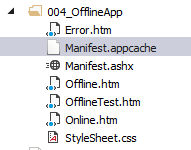 004_OfflineApp
Error.htm
Manifest.appcache
Manifest.ashx
Offline.htm
OfflineTest.htm
Online.htm
StyleSheet.css